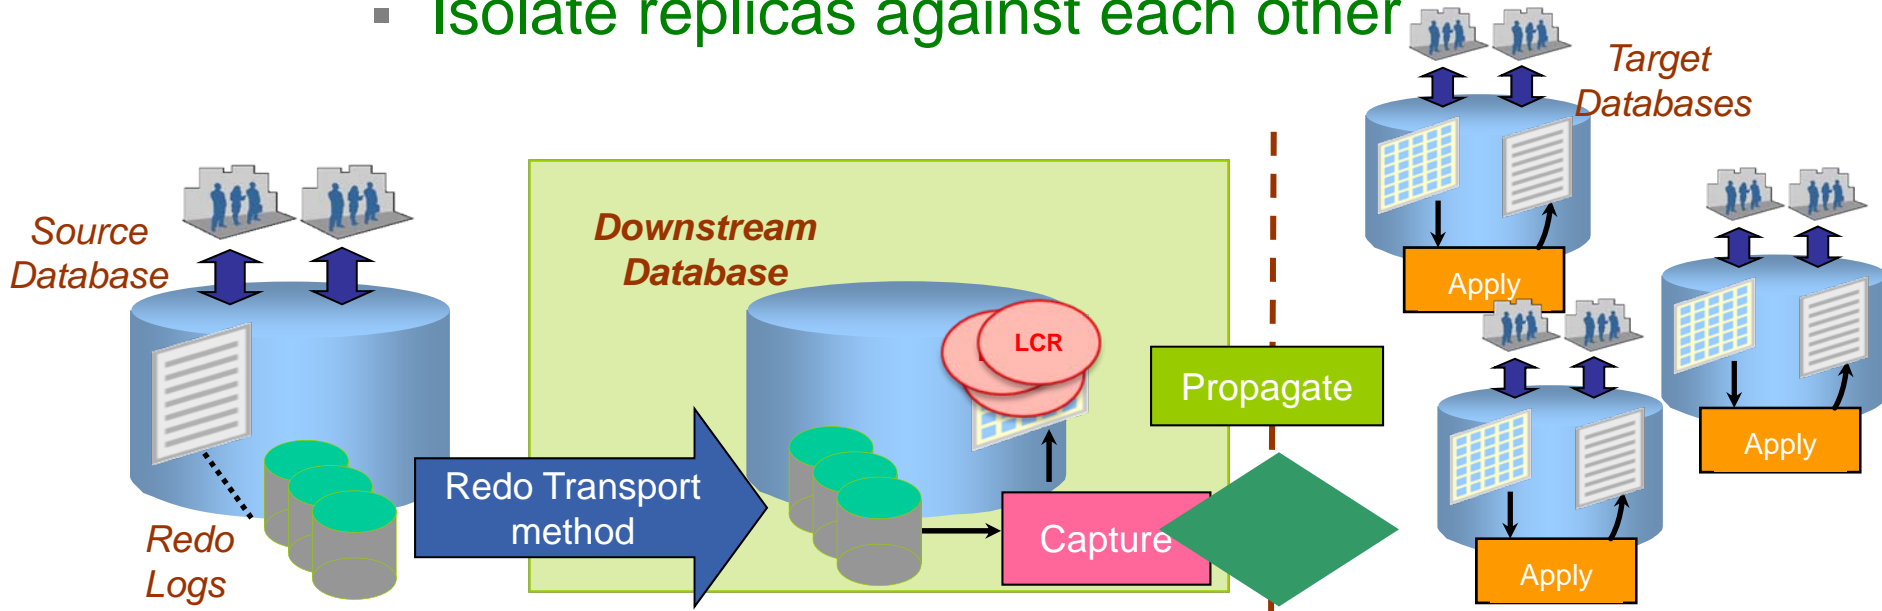 ▪ Isolate replicas against each other
Target
Databases
Source
Database
Downstream
Database
LCR
Propagate
Apply
Apply
Apply
Redo Transport
method
Capture
Redo
Logs